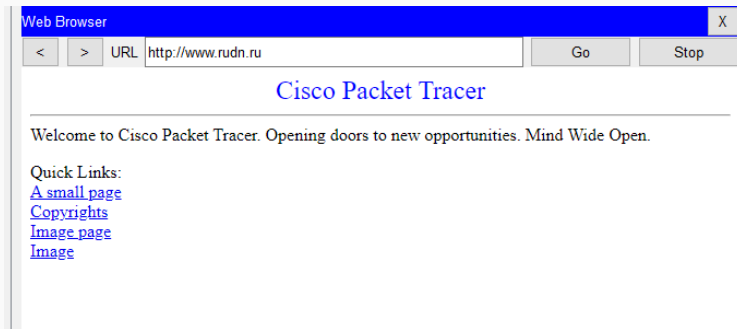 Web Browser X
< > URL http://www.rudn.ru Go Stop
Cisco Packet Tracer
Welcome to Cisco Packet Tracer. Opening doors to new opportunities. Mind Wide Open.
Quick Links:
A small page
Copyrights
Image page
Image